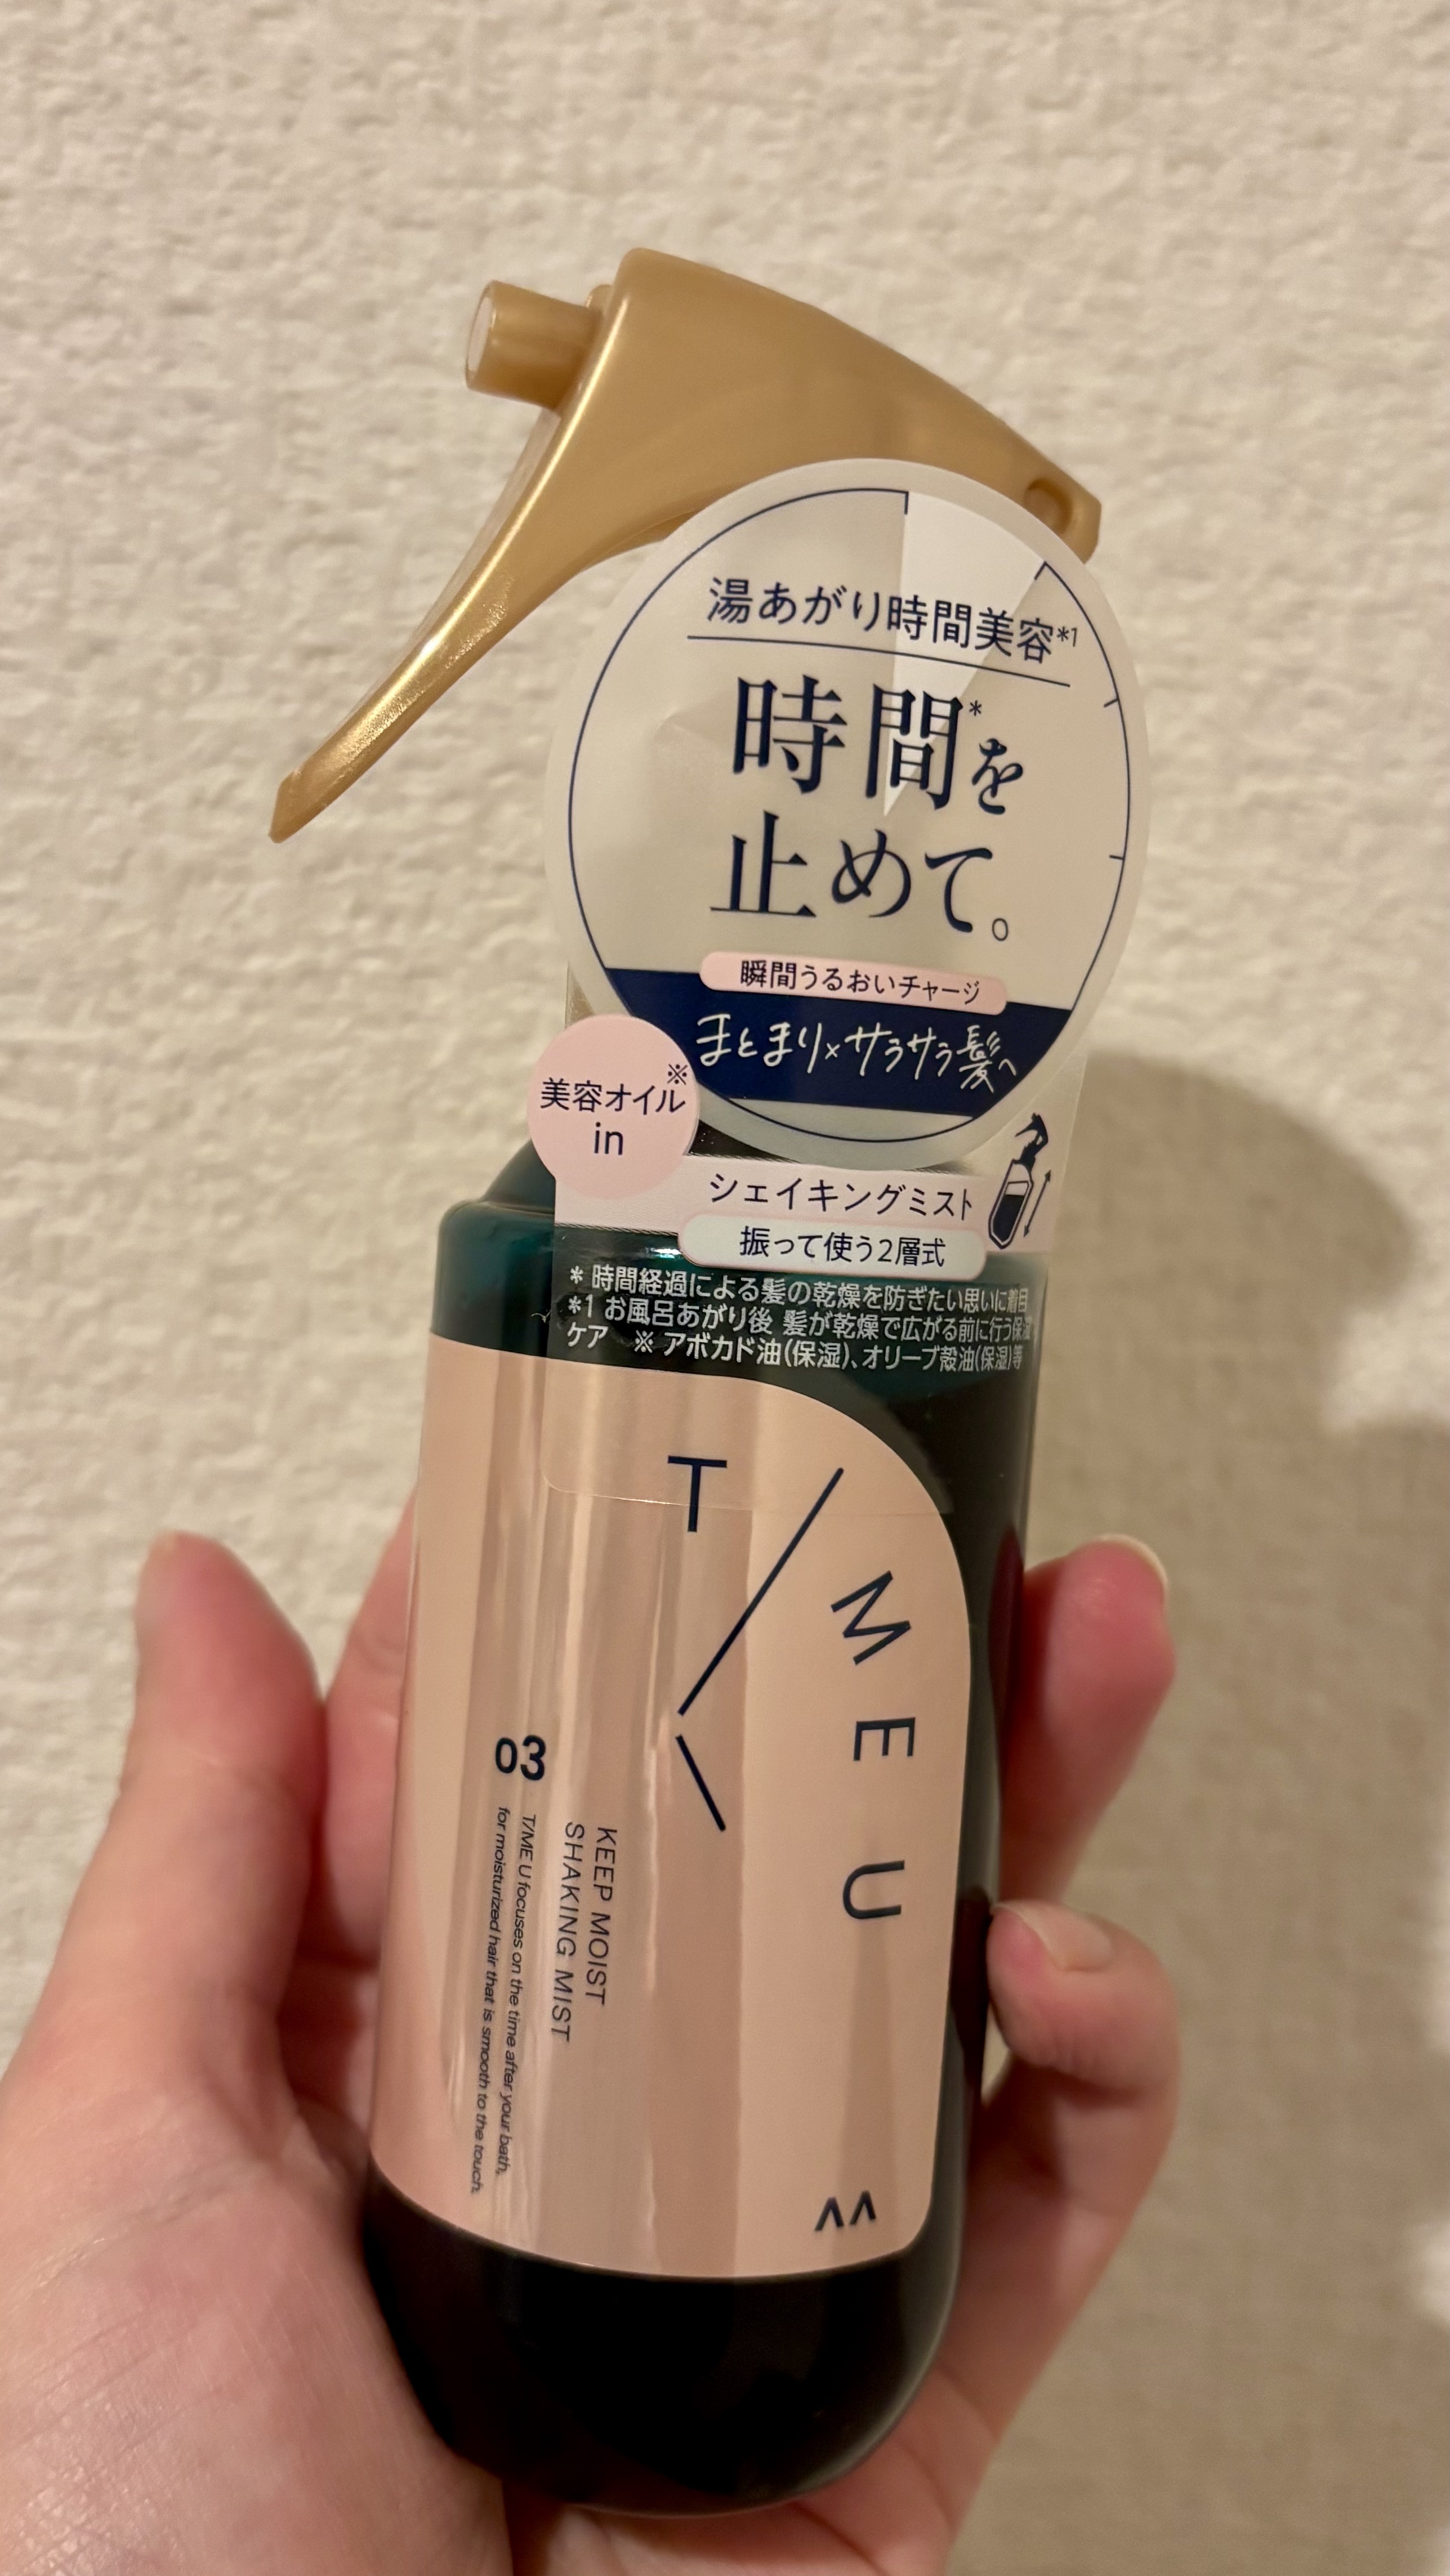 湯あがり時間美容*1
時間*を
止めて。
瞬間うるおいチャージ
まとまり×サラサラ髪へ
美容オイル※
in
シェイキングミスト
振って使う2層式
* 時間経過による髪の乾燥を防ぎたい思いに着目
*1 お風呂あがり後 髪が乾燥で広がる前に行う保湿
ケア ※ アボカド油(保湿)、オリーブ殻油(保湿)等
T/ME U
03
KEEP MOIST
SHAKING MIST
T/ME U focuses on the time after your bath,
for moisturized hair that is smooth to the touch.